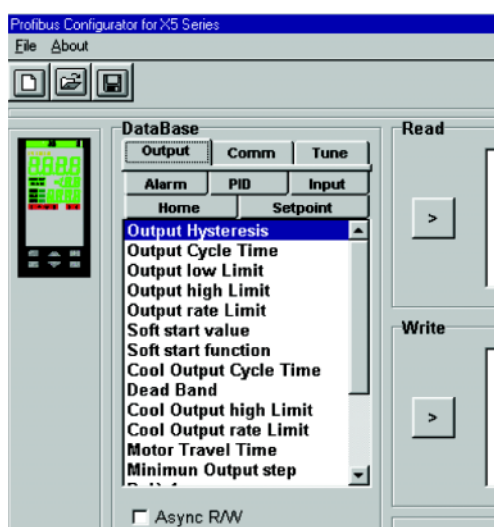 Profibus Configurator for X5 Series
File About
DataBase
Output Comm Tune
Alarm PID Input
Home Setpoint
Output Hysteresis
Output Cycle Time
Output low Limit
Output high Limit
Output rate Limit
Soft start value
Soft start function
Cool Output Cycle Time
Dead Band
Cool Output high Limit
Cool Output rate Limit
Motor Travel Time
Minimun Output step
Async R/W
Read
>
Write
>